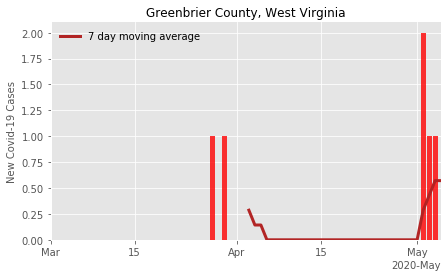 Greenbrier County, West Virginia
7 day moving average
New Covid-19 Cases
2.00
1.75
1.50
1.25
1.00
0.75
0.50
0.25
0.00
Mar 15 Apr 15 May
2020-May